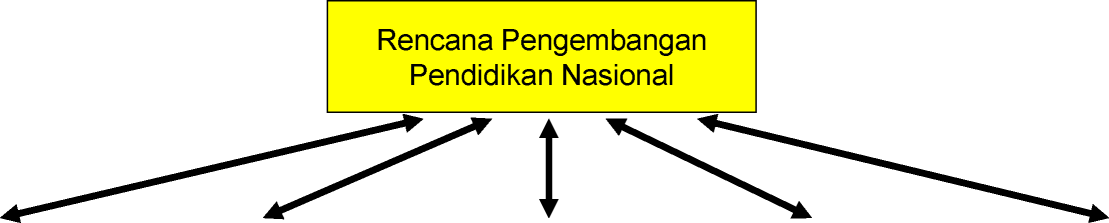 Rencana Pengembangan
Pendidikan Nasional